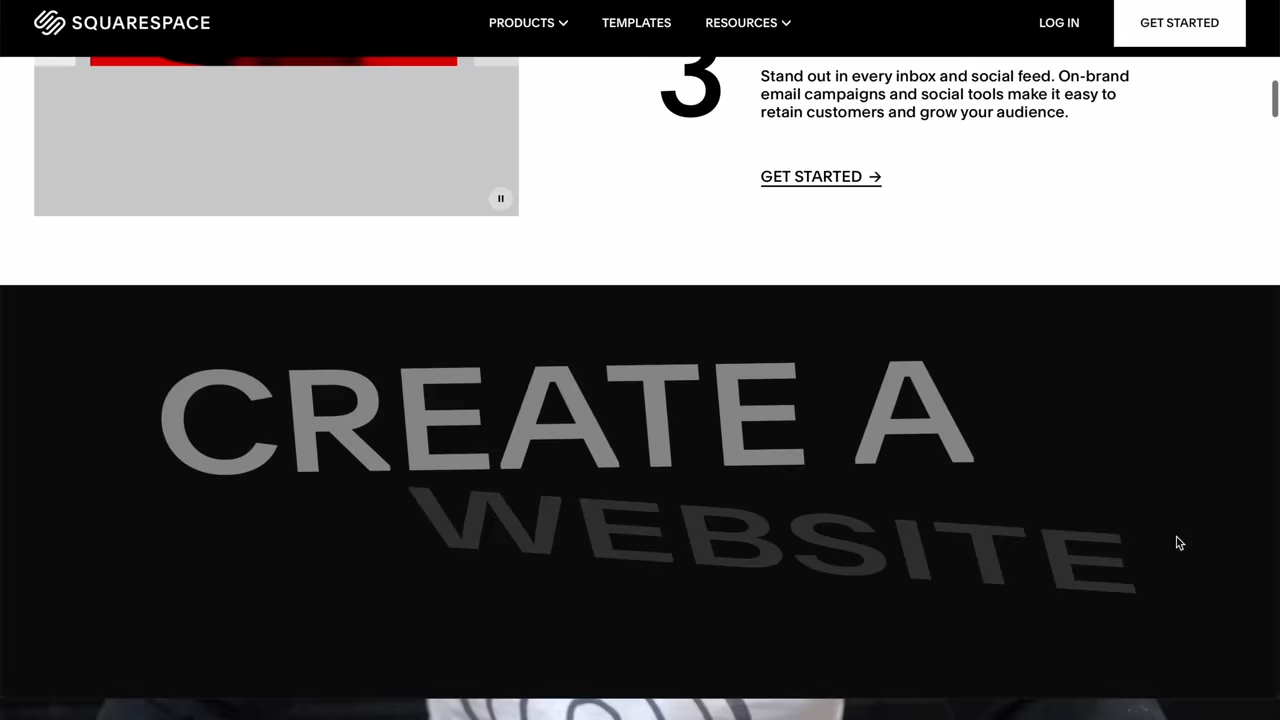 SQUARESPACE
PRODUCTS TEMPLATES RESOURCES LOG IN GET STARTED
3
Stand out in every inbox and social feed. On-brand
email campaigns and social tools make it easy to
retain customers and grow your audience.
GET STARTED →
CREATE A
WEBSITE